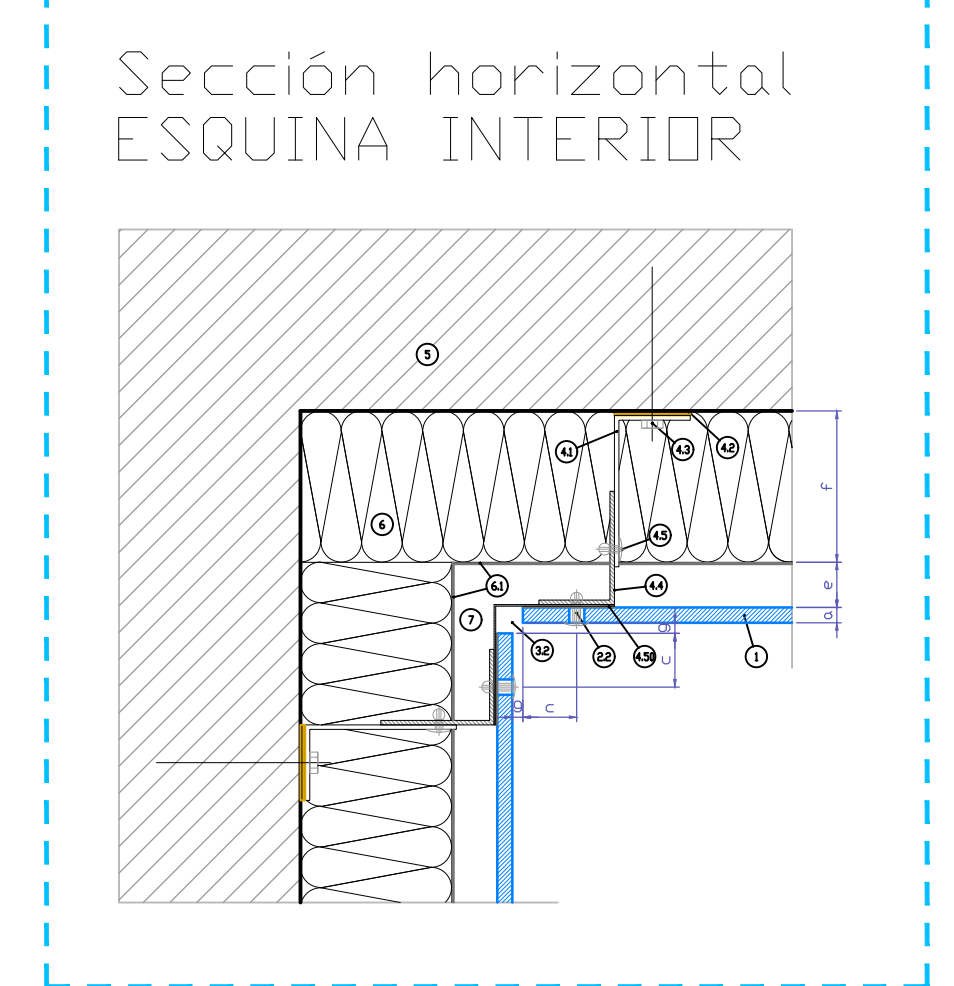 Sección horizontal
ESQUINA INTERIOR
5
4.1
4.3
4.2
f
6
4.5
6.1
4.4
e
7
a
g
3.2
2.2
4.50
c
1
g
c